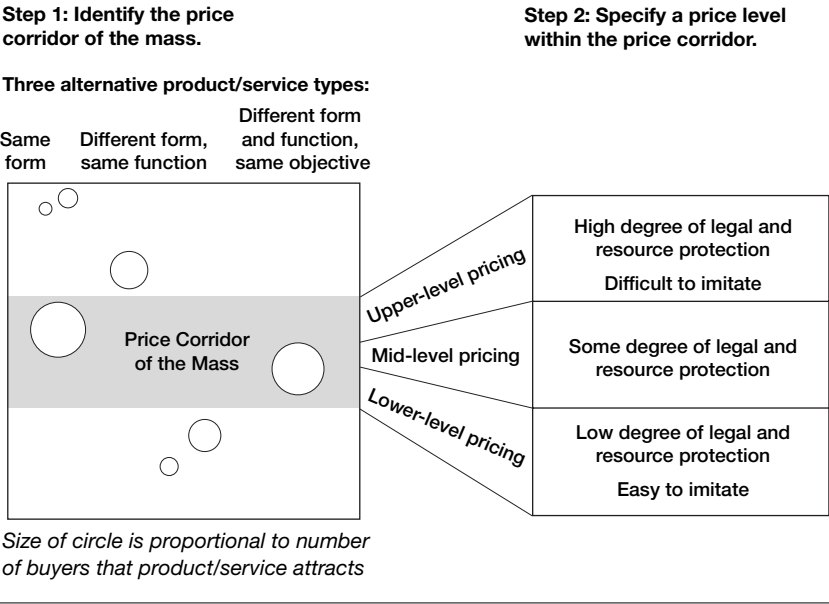 Step 1: Identify the price
corridor of the mass.
Step 2: Specify a price level
within the price corridor.
Three alternative product/service types:
Same
form
Different form,
same function
Different form
and function,
same objective
Price Corridor
of the Mass
Upper-level pricing
Mid-level pricing
Lower-level pricing
High degree of legal and
resource protection
Difficult to imitate
Some degree of legal and
resource protection
Low degree of legal and
resource protection
Easy to imitate
Size of circle is proportional to number
of buyers that product/service attracts